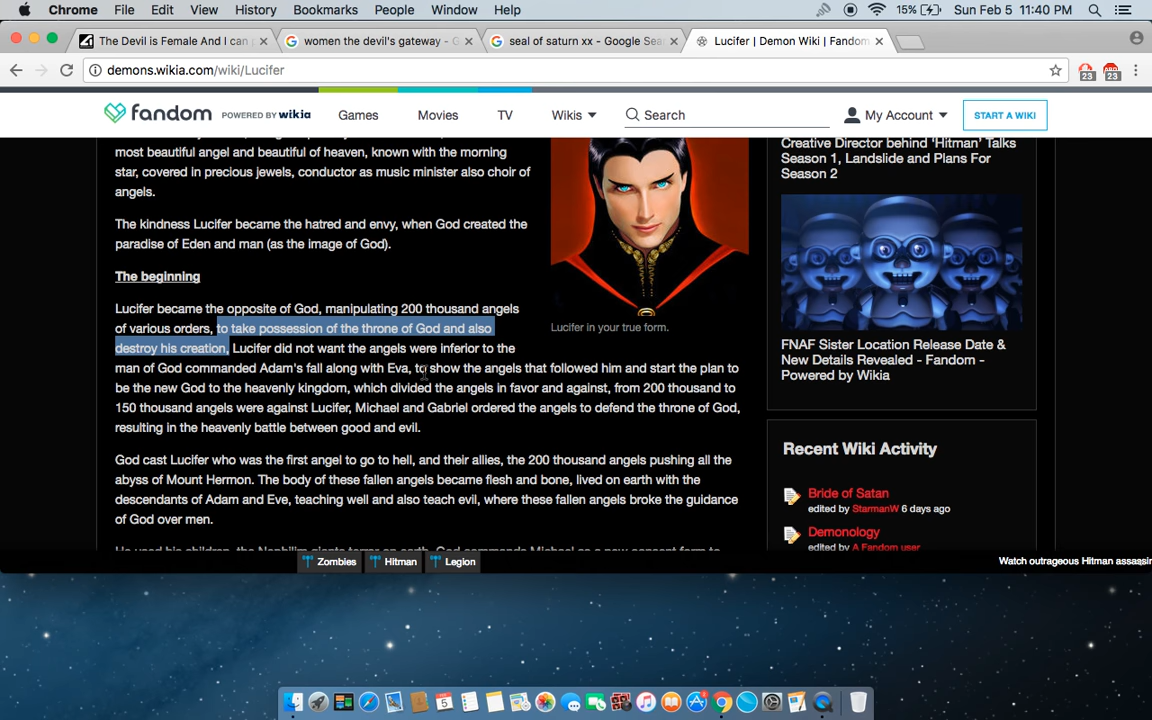 Chrome File Edit View History Bookmarks People Window Help 15% Sun Feb 5 11:40 PM
The Devil is Female And I can women the devil's gateway - G seal of saturn xx - Google Sea Lucifer | Demon Wiki | Fandom
demons.wikia.com/wiki/Lucifer 23 23
fandom POWERED BY wikia Games Movies TV Wikis Search My Account START A WIKI
most beautiful angel and beautiful of heaven, known with the morning
star, covered in precious jewels, conductor as music minister also choir of
angels.
The kindness Lucifer became the hatred and envy, when God created the
paradise of Eden and man (as the image of God).
The beginning
Lucifer became the opposite of God, manipulating 200 thousand angels
of various orders, to take possession of the throne of God and also
destroy his creation, Lucifer did not want the angels were inferior to the
man of God commanded Adam's fall along with Eva, to show the angels that followed him and start the plan to
be the new God to the heavenly kingdom, which divided the angels in favor and against, from 200 thousand to
150 thousand angels were against Lucifer, Michael and Gabriel ordered the angels to defend the throne of God,
resulting in the heavenly battle between good and evil.
God cast Lucifer who was the first angel to go to hell, and their allies, the 200 thousand angels pushing all the
abyss of Mount Hermon. The body of these fallen angels became flesh and bone, lived on earth with the
descendants of Adam and Eve, teaching well and also teach evil, where these fallen angels broke the guidance
of God over men.
Lucifer in your true form.
Creative Director behind 'Hitman' Talks
Season 1, Landslide and Plans For
Season 2
FNAF Sister Location Release Date &
New Details Revealed - Fandom -
Powered by Wikia
Recent Wiki Activity
Bride of Satan
edited by StarmanW 6 days ago
Demonology
edited by A Fandom user
Zombies Hitman Legion
Watch outrageous Hitman assassin
5